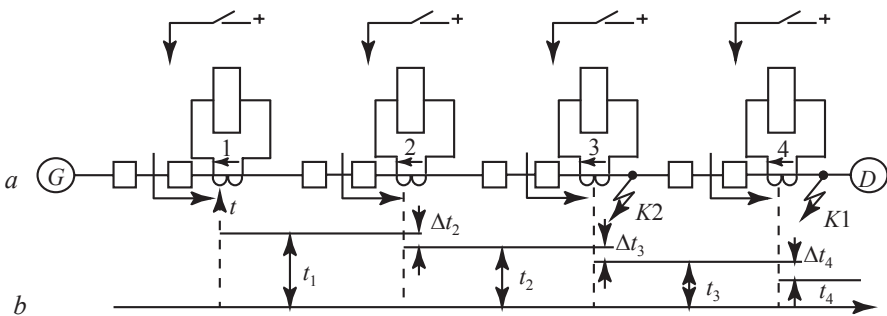 + + + +
1 2 3 4
a G D
t K2 K1
Δt₂ Δt₃ Δt₄
t₁ t₂ t₃ t₄
b